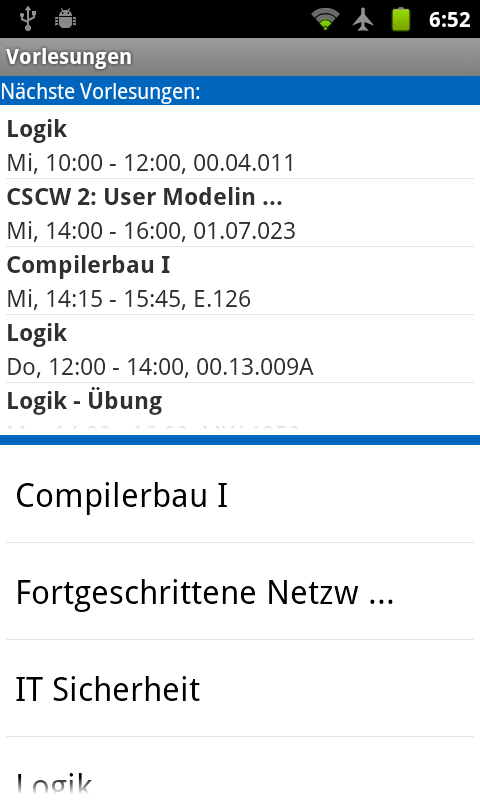 6:52
Vorlesungen
Nächste Vorlesungen:
Logik
Mi, 10:00 - 12:00, 00.04.011
CSCW 2: User Modelin ...
Mi, 14:00 - 16:00, 01.07.023
Compilerbau I
Mi, 14:15 - 15:45, E.126
Logik
Do, 12:00 - 14:00, 00.13.009A
Logik - Übung
Compilerbau I
Fortgeschrittene Netzw ...
IT Sicherheit
Logik